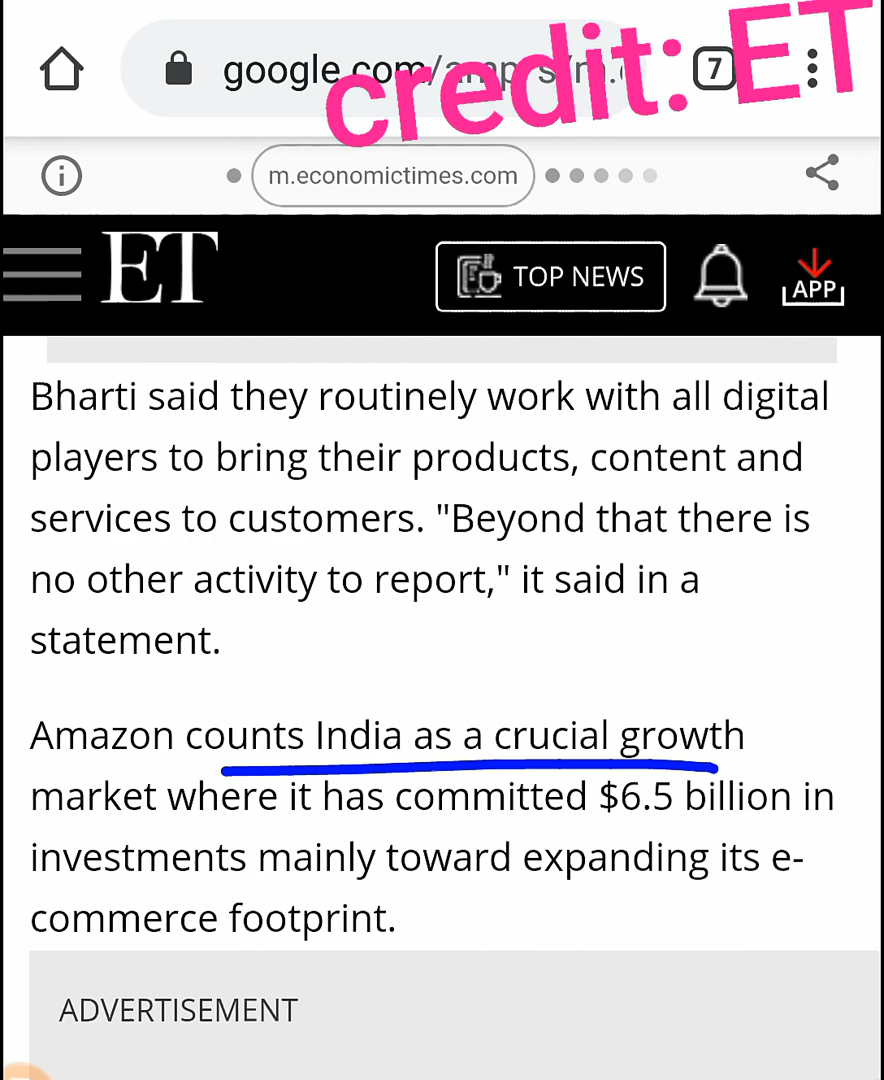 google.com/amp/s/m.
7
credit: ET
m.economictimes.com
ET
TOP NEWS
APP
Bharti said they routinely work with all digital
players to bring their products, content and
services to customers. "Beyond that there is
no other activity to report," it said in a
statement.
Amazon counts India as a crucial growth
market where it has committed $6.5 billion in
investments mainly toward expanding its e-
commerce footprint.
ADVERTISEMENT